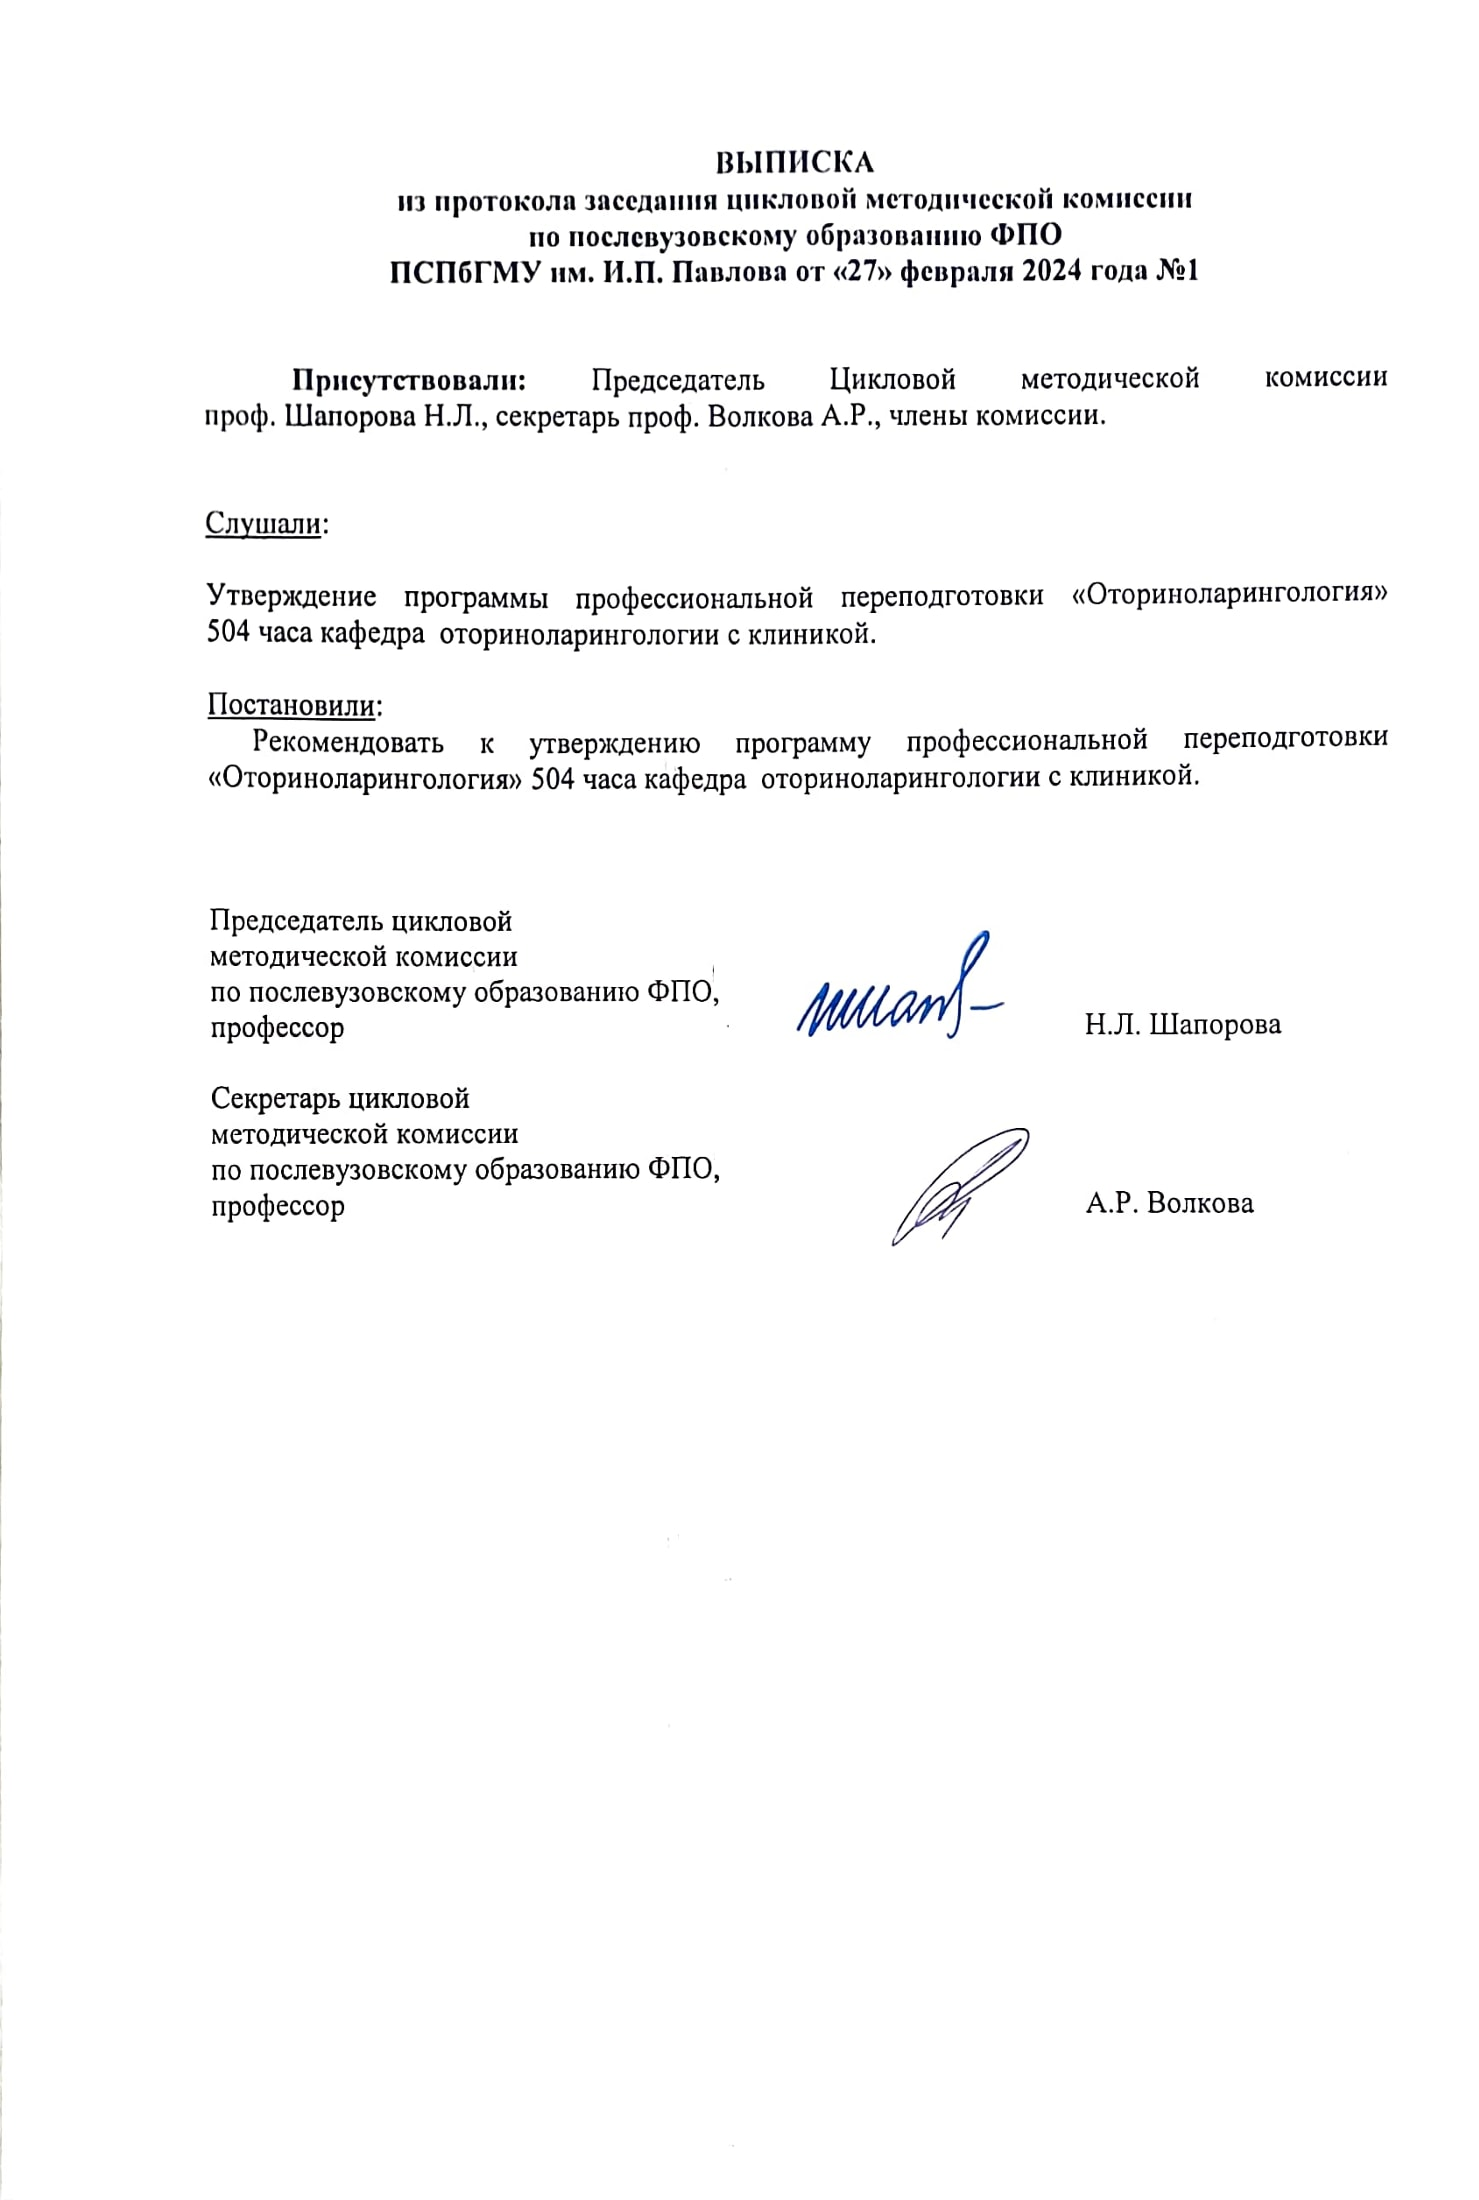 ВЫПИСКА
из протокола заседания цикловой методической комиссии
по послевузовскому образованию ФПО
ПСПбГМУ им. И.П. Павлова от «27» февраля 2024 года №1
Присутствовали: Председатель Цикловой методической комиссии
проф. Шапорова Н.Л., секретарь проф. Волкова А.Р., члены комиссии.
Слушали:
Утверждение программы профессиональной переподготовки «Оториноларингология»
504 часа кафедра оториноларингологии с клиникой.
Постановили:
Рекомендовать к утверждению программу профессиональной переподготовки
«Оториноларингология» 504 часа кафедра оториноларингологии с клиникой.
Председатель цикловой
методической комиссии
по послевузовскому образованию ФПО,
профессор Н.Л. Шапорова
Секретарь цикловой
методической комиссии
по послевузовскому образованию ФПО,
профессор А.Р. Волкова